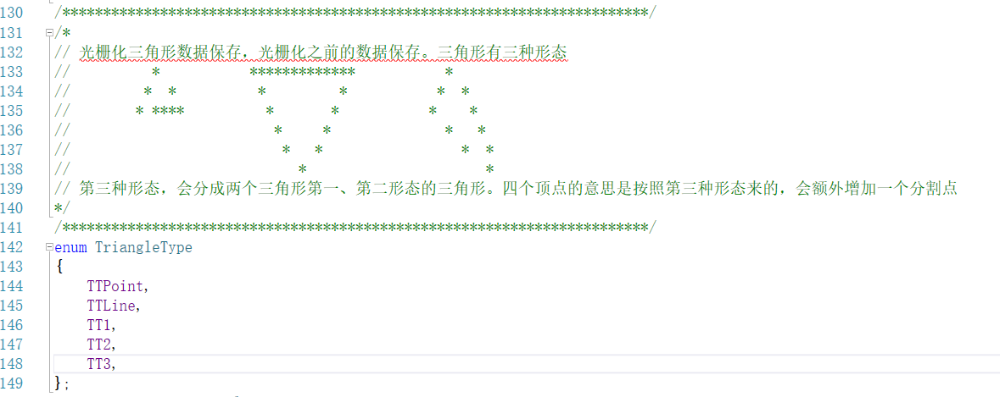 130 /************************************************************************/
131 /*
132 // 光栅化三角形数据保存，光栅化之前的数据保存。三角形有三种形态
133 //          *           *************           *
134 //         *  *          *         *           *  *
135 //        * ****          *       *           *    *
136 //                         *     *              *   *
137 //                          *   *                 *  *
138 //                            *                      *
139 // 第三种形态，会分成两个三角形第一、第二形态的三角形。四个顶点的意思是按照第三种形态来的，会额外增加一个分割点
140 */
141 /************************************************************************/
142 enum TriangleType
143 {
144     TTPoint,
145     TTLine,
146     TT1,
147     TT2,
148     TT3,
149 };